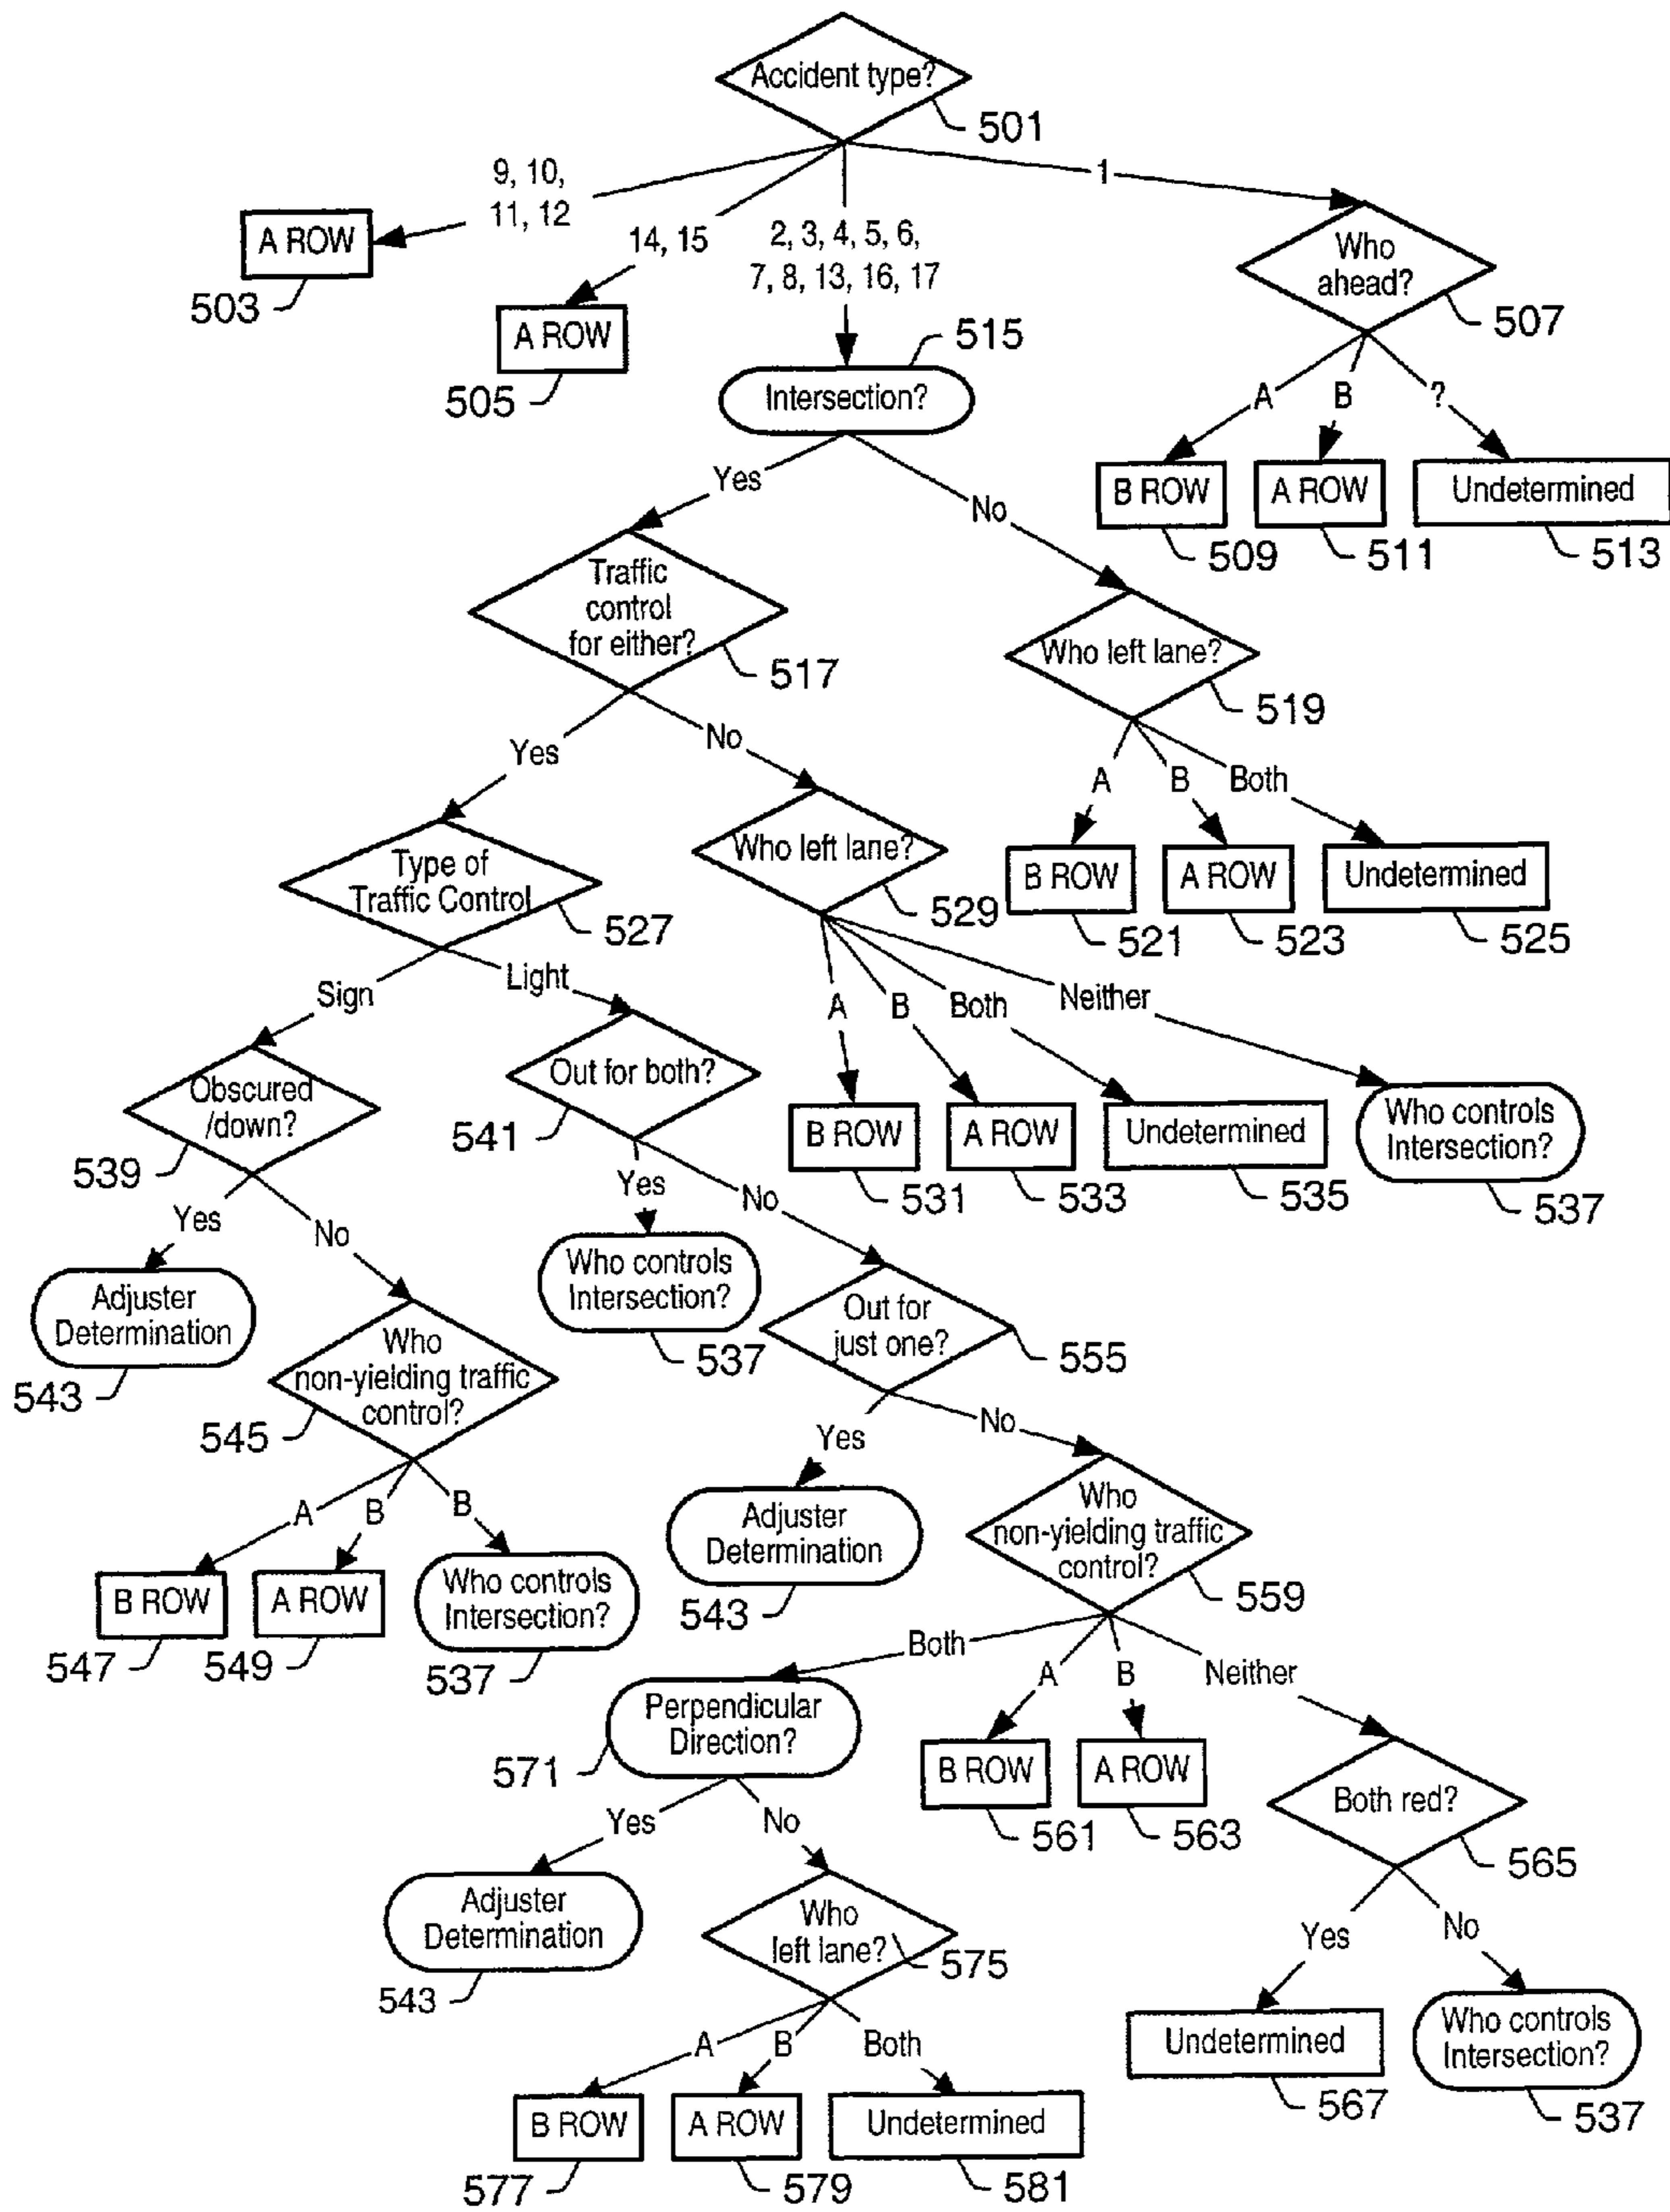 Accident type?
501
9, 10,
11, 12
14, 15
2, 3, 4, 5, 6,
7, 8, 13, 16, 17
1
A ROW
503
A ROW
505
Who
ahead?
507
515
Intersection?
A
B
?
B ROW
509
A ROW
511
Undetermined
513
Yes
No
Traffic
control
for either?
517
Who left lane?
519
Yes
No
A
B
Both
B ROW
521
A ROW
523
Undetermined
525
Type of
Traffic Control
527
Who left lane?
529
Sign
Light
A
B
Both
Neither
Obscured
/down?
539
Out for both?
541
B ROW
531
A ROW
533
Undetermined
535
Who controls
Intersection?
537
Yes
No
Yes
No
Adjuster
Determination
543
Who
non-yielding traffic
control?
545
Who controls
Intersection?
537
Out for
just one?
555
Yes
No
A
B
B
B ROW
547
A ROW
549
Who controls
Intersection?
537
Adjuster
Determination
543
Who
non-yielding traffic
control?
559
Both
A
B
Neither
Perpendicular
Direction?
571
B ROW
561
A ROW
563
Both red?
565
Yes
No
Adjuster
Determination
543
Who
left lane?
575
Yes
No
A
B
Both
B ROW
577
A ROW
579
Undetermined
581
Undetermined
567
Who controls
Intersection?
537